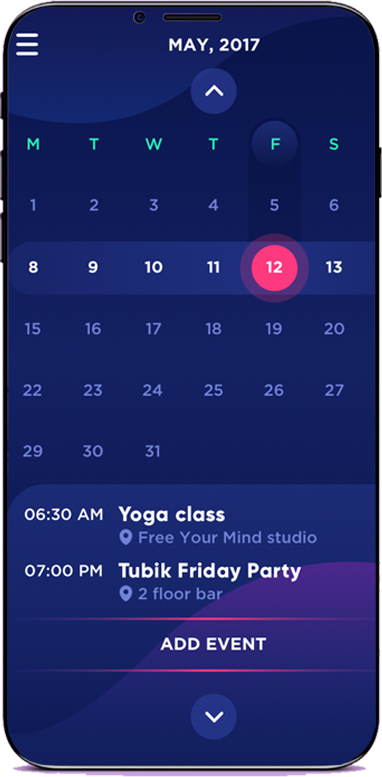 MAY, 2017
M T W T F S
1 2 3 4 5 6
8 9 10 11 12 13
15 16 17 18 19 20
22 23 24 25 26 27
29 30 31
06:30 AM Yoga class
Free Your Mind studio
07:00 PM Tubik Friday Party
2 floor bar
ADD EVENT